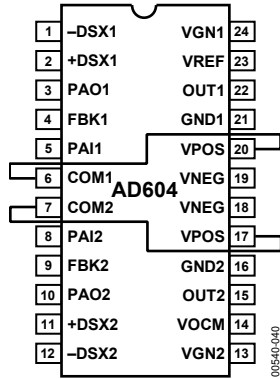 1 –DSX1 VGN1 24
2 +DSX1 VREF 23
3 PAO1 OUT1 22
4 FBK1 GND1 21
5 PAI1 VPOS 20
6 COM1 VNEG 19
AD604
7 COM2 VNEG 18
8 PAI2 VPOS 17
9 FBK2 GND2 16
10 PAO2 OUT2 15
11 +DSX2 VOCM 14
12 –DSX2 VGN2 13
00540-040